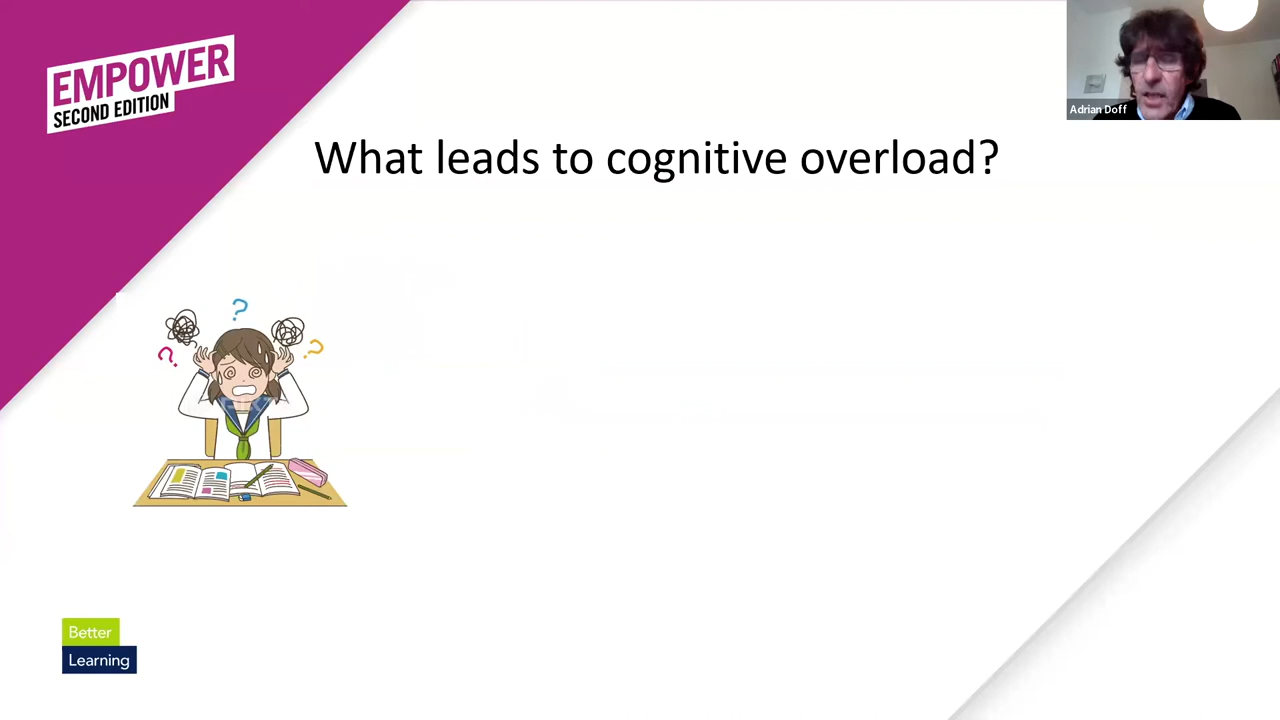 EMPOWER
SECOND EDITION
Adrian Doff
What leads to cognitive overload?
?
?
?
Better
Learning